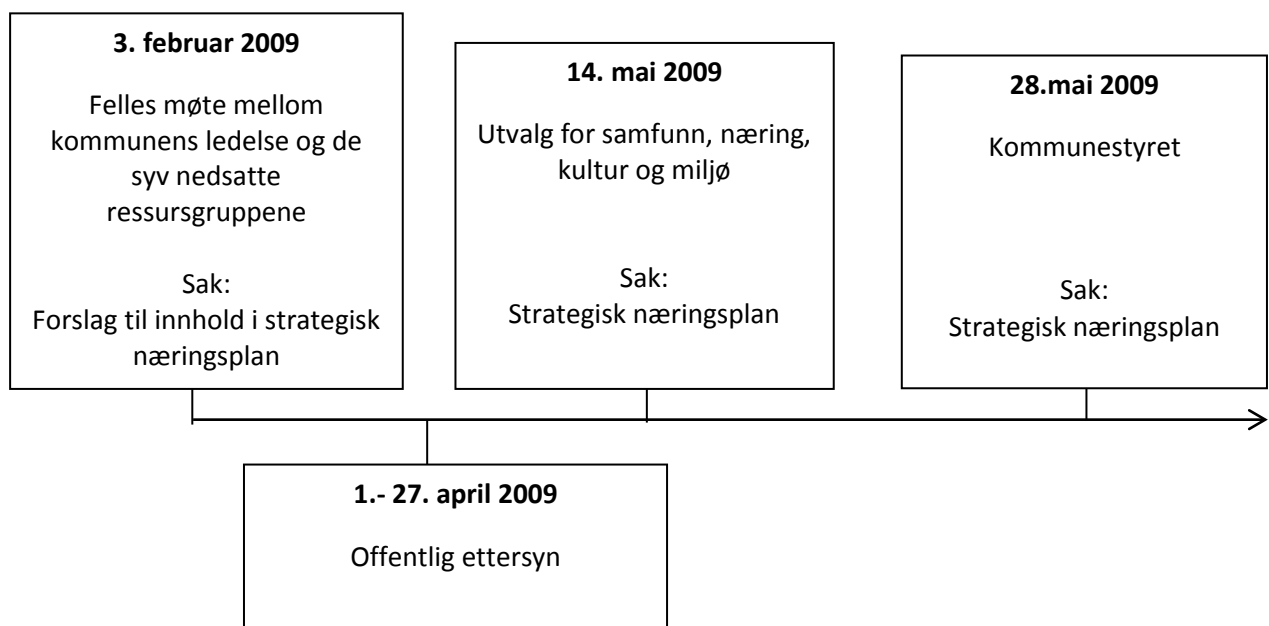 3. februar 2009
Felles møte mellom
kommunens ledelse og de
syv nedsatte
ressursgruppene
Sak:
Forslag til innhold i strategisk
næringsplan
14. mai 2009
Utvalg for samfunn, næring,
kultur og miljø
Sak:
Strategisk næringsplan
28.mai 2009
Kommunestyret
Sak:
Strategisk næringsplan
1.- 27. april 2009
Offentlig ettersyn